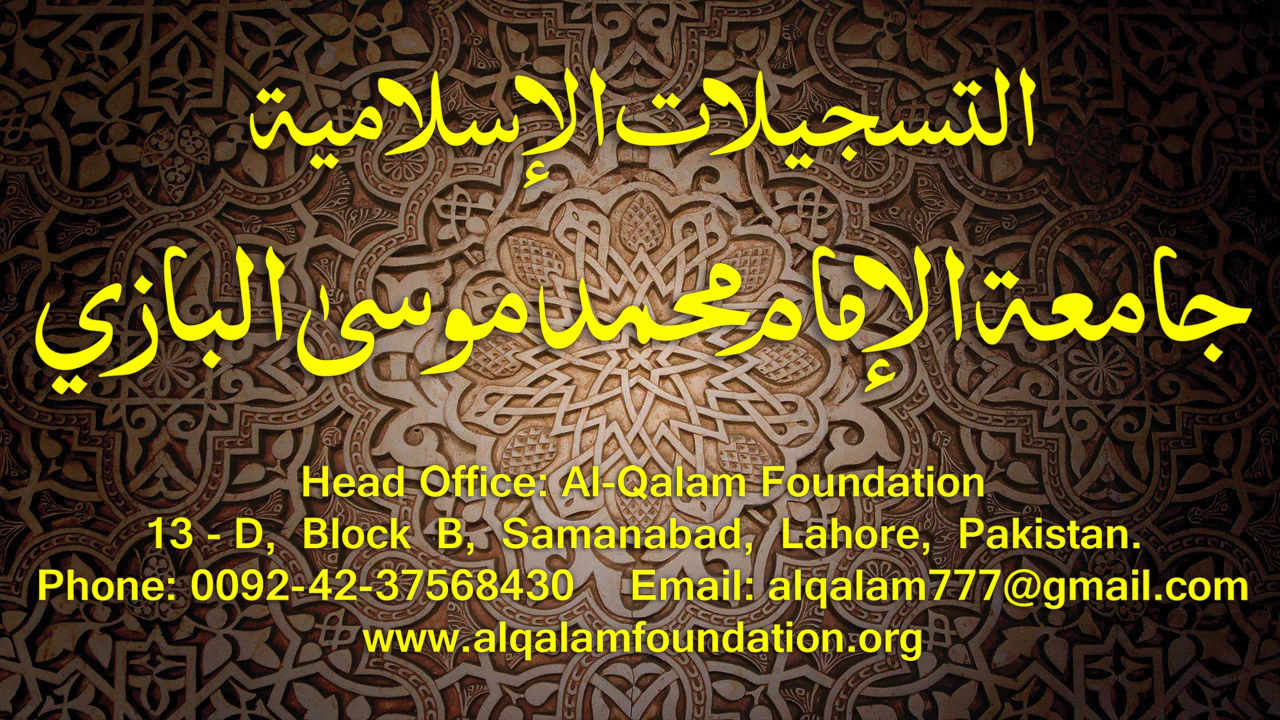 التسجيلات الإسلامية
جامعة الإمام محمد موسىٰ البازي
Head Office: Al-Qalam Foundation
13 - D, Block B, Samanabad, Lahore, Pakistan.
Phone: 0092-42-37568430 Email: alqalam777@gmail.com
www.alqalamfoundation.org